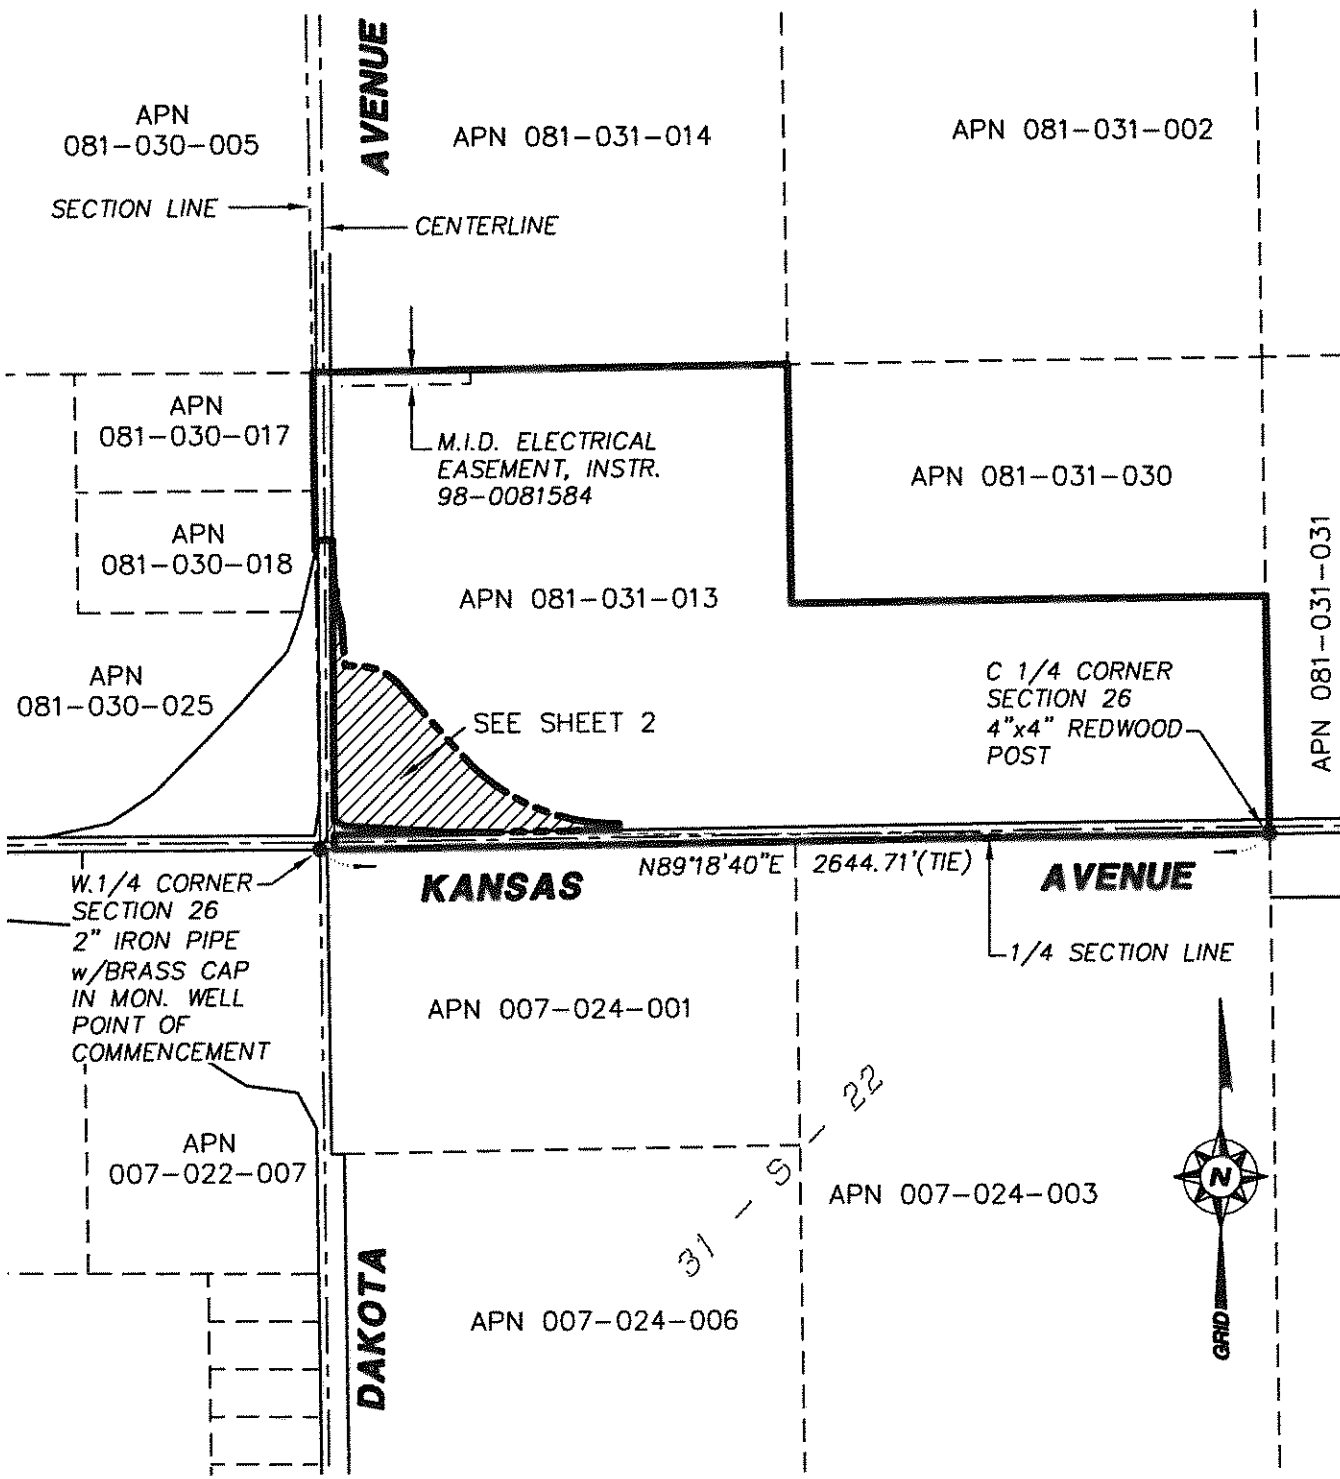 AVENUE
APN
081-030-005
APN 081-031-014
APN 081-031-002
SECTION LINE
CENTERLINE
APN
081-030-017
M.I.D. ELECTRICAL
EASEMENT, INSTR.
98-0081584
APN 081-031-030
APN
081-030-018
APN 081-031-013
APN 081-031-031
APN
081-030-025
SEE SHEET 2
C 1/4 CORNER
SECTION 26
4"x4" REDWOOD
POST
N89°18'40"E 2644.71'(TIE)
KANSAS
AVENUE
W.1/4 CORNER
SECTION 26
2" IRON PIPE
w/BRASS CAP
IN MON. WELL
POINT OF
COMMENCEMENT
1/4 SECTION LINE
APN 007-024-001
31 - S - 22
APN
007-022-007
APN 007-024-003
N
GRID
DAKOTA
APN 007-024-006